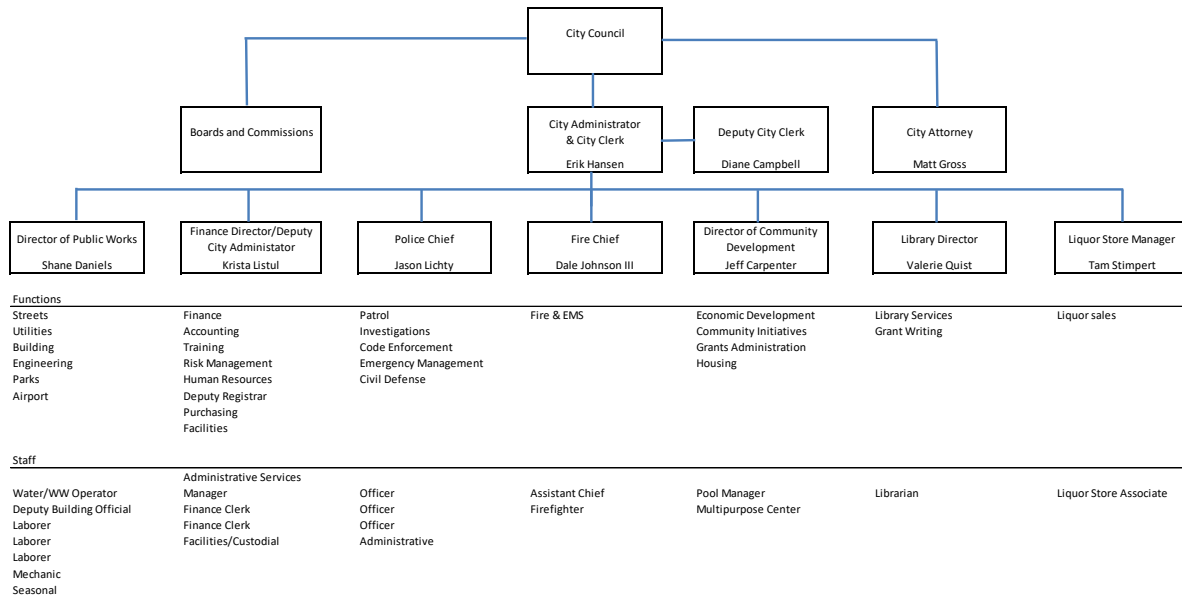 City Council
Boards and Commissions
City Administrator
& City Clerk
Erik Hansen
Deputy City Clerk
Diane Campbell
City Attorney
Matt Gross
Director of Public Works
Shane Daniels
Finance Director/Deputy
City Administator
Krista Listul
Police Chief
Jason Lichty
Fire Chief
Dale Johnson III
Director of Community
Development
Jeff Carpenter
Library Director
Valerie Quist
Liquor Store Manager
Tam Stimpert
Functions
Streets
Utilities
Building
Engineering
Parks
Airport
Finance
Accounting
Training
Risk Management
Human Resources
Deputy Registrar
Purchasing
Facilities
Patrol
Investigations
Code Enforcement
Emergency Management
Civil Defense
Fire & EMS
Economic Development
Community Initiatives
Grants Administration
Housing
Library Services
Grant Writing
Liquor sales
Staff
Water/WW Operator
Deputy Building Official
Laborer
Laborer
Laborer
Mechanic
Seasonal
Administrative Services
Manager
Finance Clerk
Finance Clerk
Facilities/Custodial
Officer
Officer
Officer
Administrative
Assistant Chief
Firefighter
Pool Manager
Multipurpose Center
Librarian
Liquor Store Associate